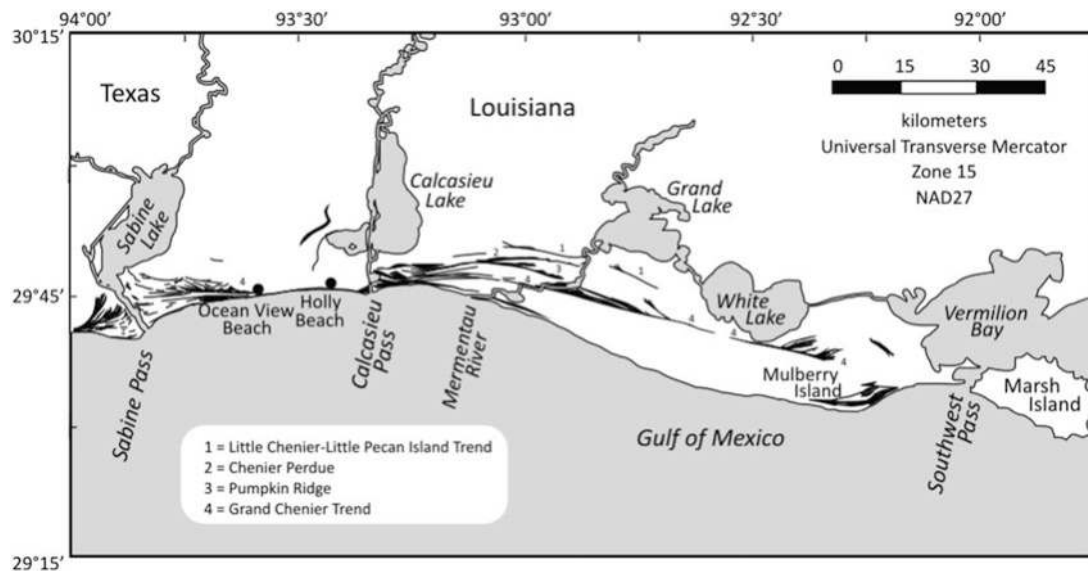 94°00’
93°30’
93°00’
92°30’
92°00’
30°15’
29°45’
29°15’
Texas
Louisiana
0 15 30 45
kilometers
Universal Transverse Mercator
Zone 15
NAD27
Sabine
Lake
Calcasieu
Lake
Grand
Lake
White
Lake
Vermilion
Bay
1
2
3
4
1
4
4
4
4
4
Ocean View
Beach
Holly
Beach
Sabine Pass
Calcasieu
Pass
Mermentau
River
Mulberry
Island
Marsh
Island
Southwest
Pass
Gulf of Mexico
1 = Little Chenier-Little Pecan Island Trend
2 = Chenier Perdue
3 = Pumpkin Ridge
4 = Grand Chenier Trend